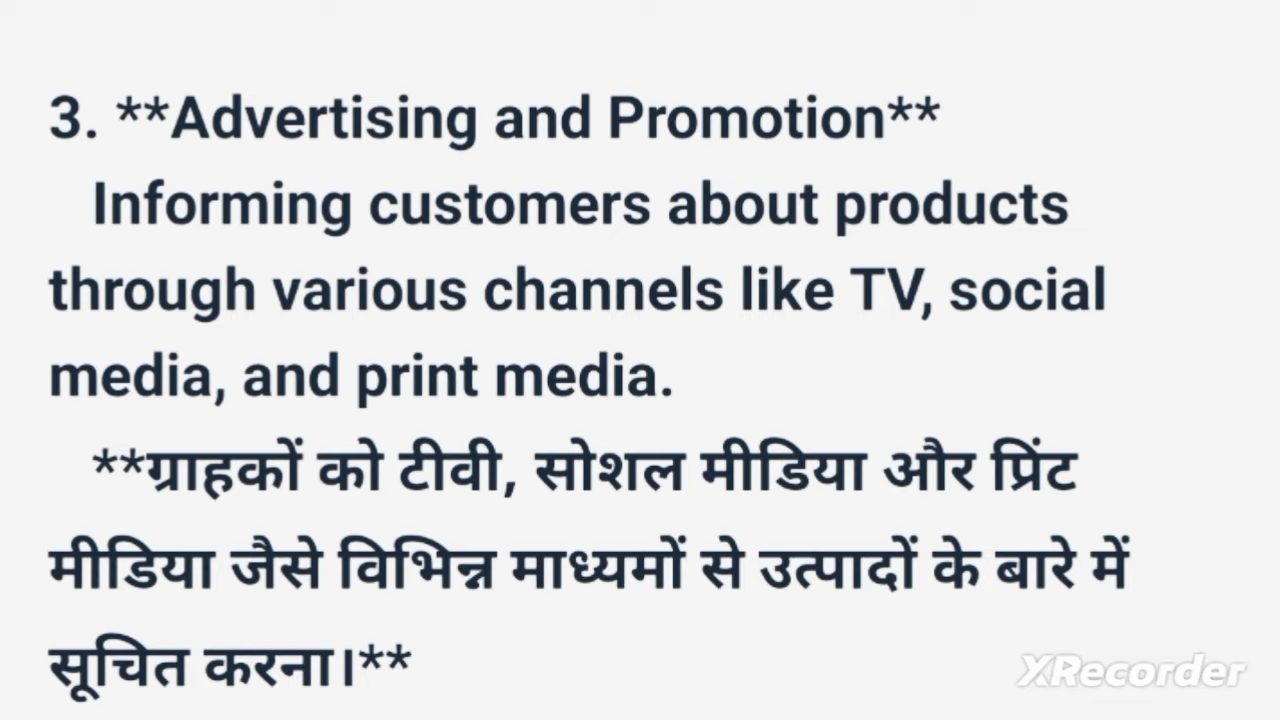 3. **Advertising and Promotion**
Informing customers about products
through various channels like TV, social
media, and print media.
**ग्राहकों को टीवी, सोशल मीडिया और प्रिंट
मीडिया जैसे विभिन्न माध्यमों से उत्पादों के बारे में
सूचित करना।**
XRecorder